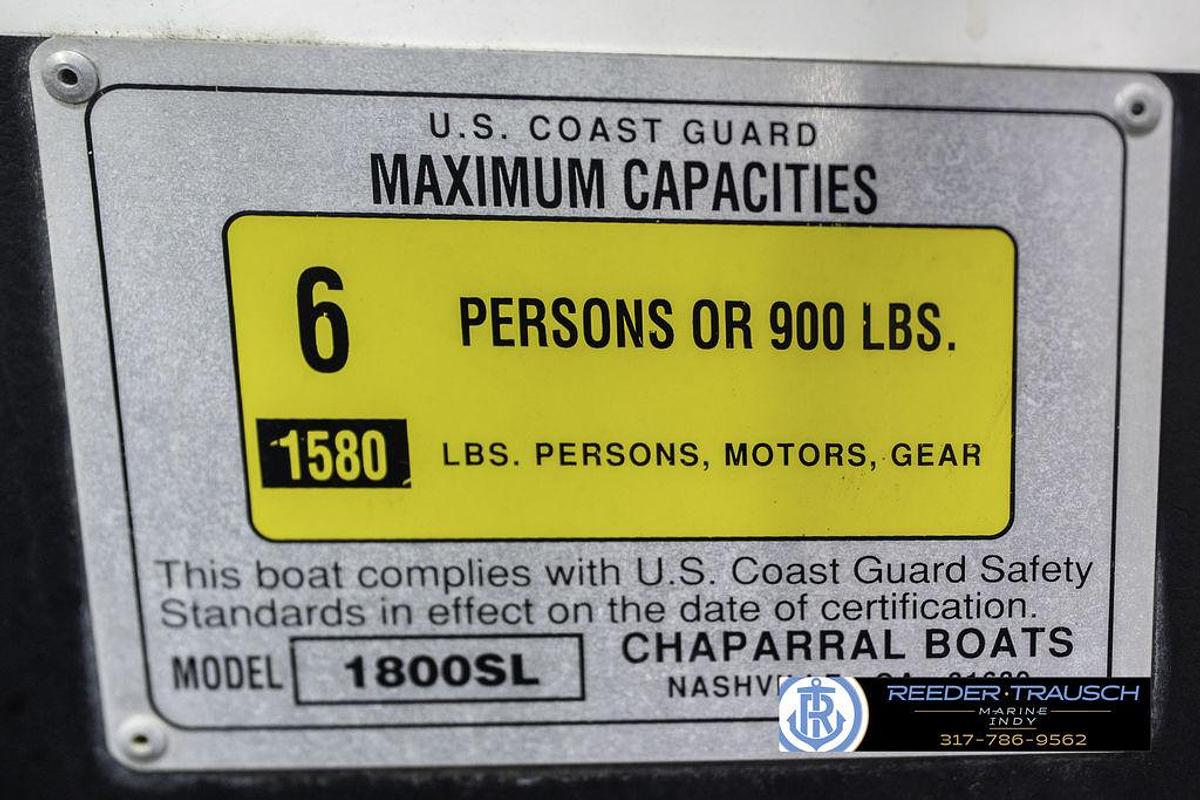 U.S. COAST GUARD
MAXIMUM CAPACITIES
6 PERSONS OR 900 LBS.
1580 LBS. PERSONS, MOTORS, GEAR
This boat complies with U.S. Coast Guard Safety
Standards in effect on the date of certification.
MODEL 1800SL
CHAPARRAL BOATS
R
REEDER·TRAUSCH
MARINE
INDY
317-786-9562